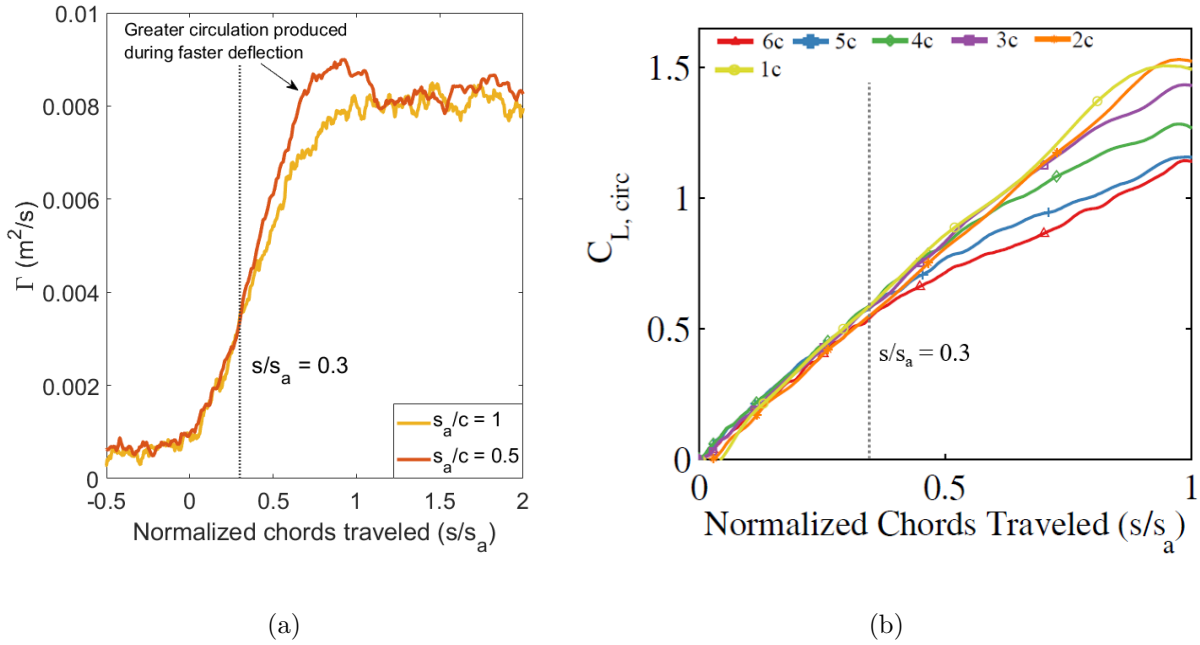 Greater circulation produced
during faster deflection
0.01
0.008
0.006
0.004
0.002
0
Γ (m²/s)
s/sₐ = 0.3
sₐ/c = 1
sₐ/c = 0.5
-0.5 0 0.5 1 1.5 2
Normalized chords traveled (s/sₐ)
(a)
6c 5c 4c 3c 2c
1c
1.5
1
0.5
0
C_L, circ
s/sₐ = 0.3
0 0.5 1
Normalized Chords Traveled (s/sₐ)
(b)